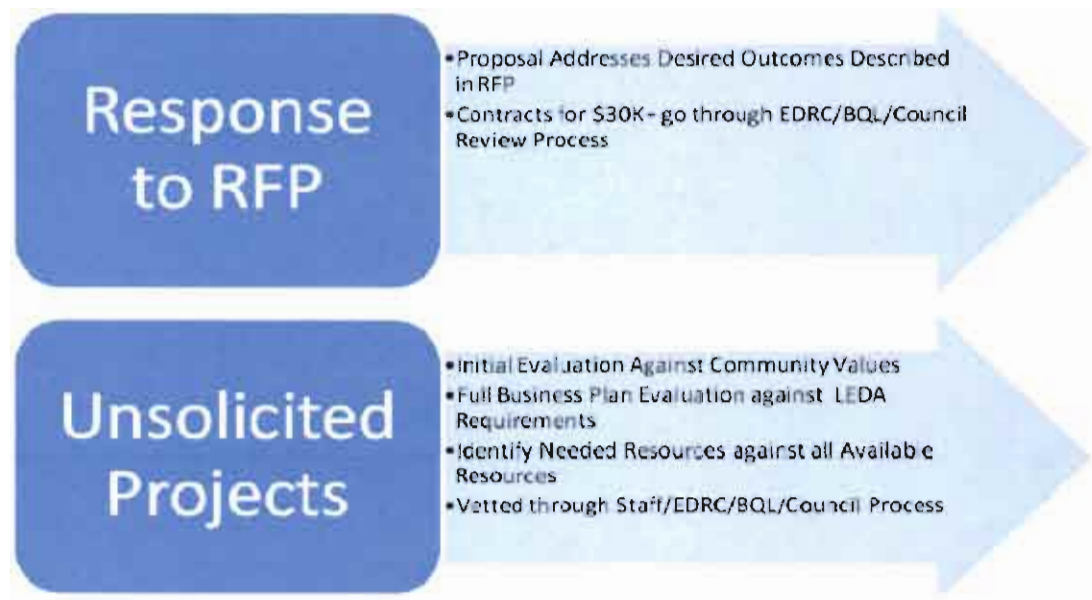 Response
to RFP
•Proposal Addresses Desired Outcomes Described
in RFP
•Contracts for $30K- go through EDRC/BQL/Council
Review Process
Unsolicited
Projects
•Initial Evaluation Against Community Values
•Full Business Plan Evaluation against LEDA
Requirements
•Identify Needed Resources against all Available
Resources
•Vetted through Staff/EDRC/BQL/Council Process